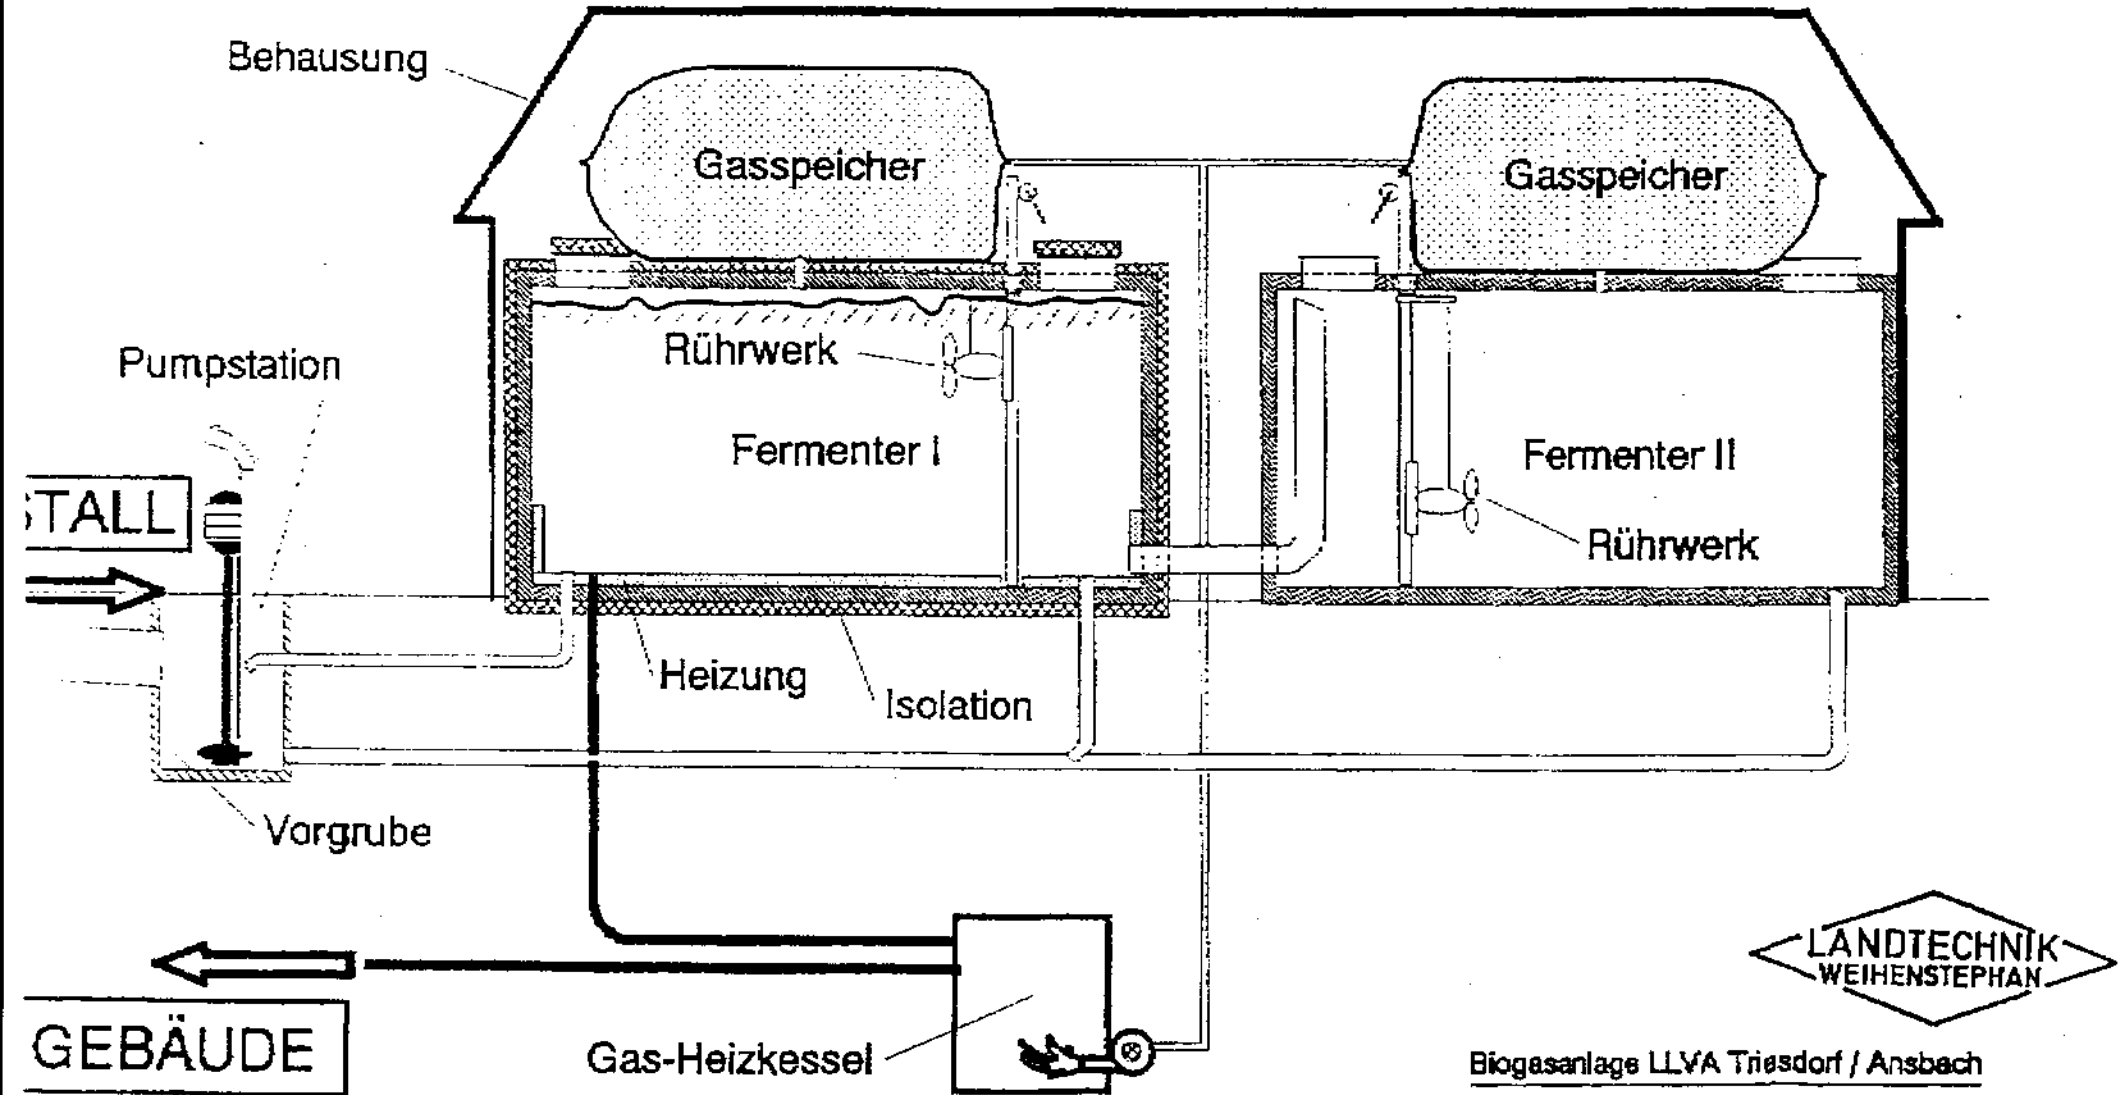 Behausung
Gasspeicher
Gasspeicher
Rührwerk
Pumpstation
Fermenter I
Fermenter II
STALL
Rührwerk
Heizung
Isolation
Vorgrube
LANDTECHNIK
WEIHENSTEPHAN
GEBÄUDE
Gas-Heizkessel
Biogasanlage LLVA Triesdorf / Ansbach